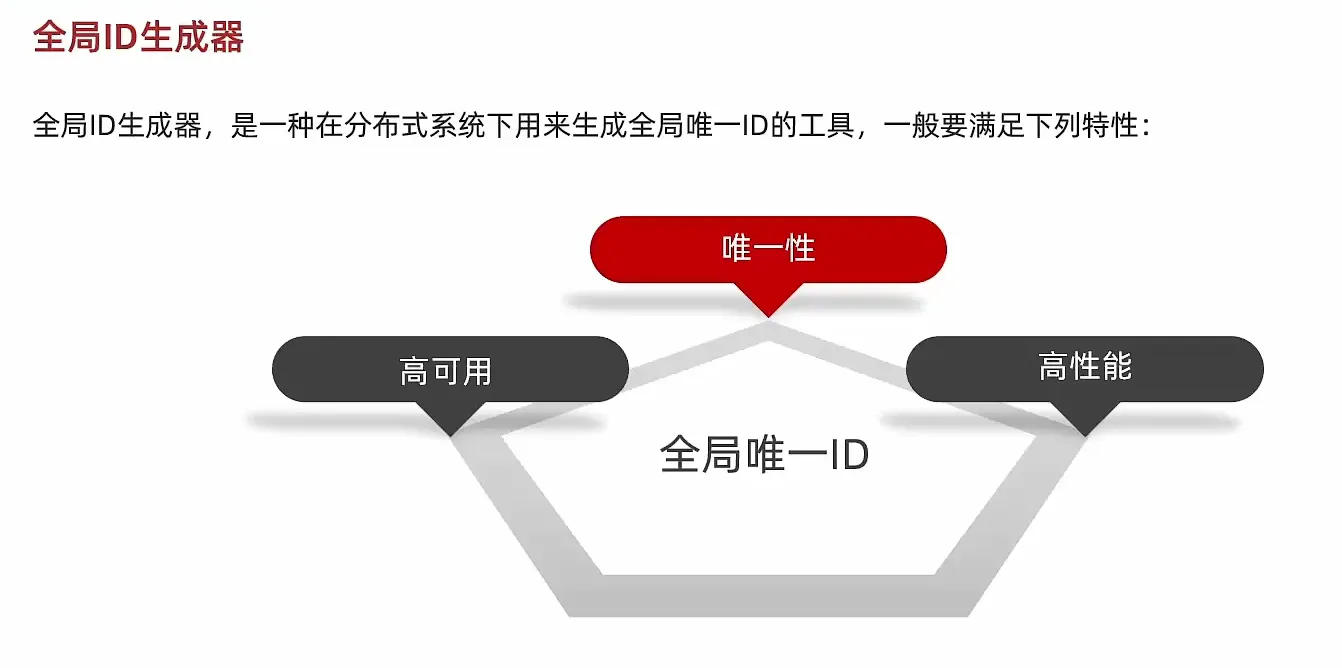 全局ID生成器
全局ID生成器，是一种在分布式系统下用来生成全局唯一ID的工具，一般要满足下列特性：
唯一性
高可用
高性能
全局唯一ID